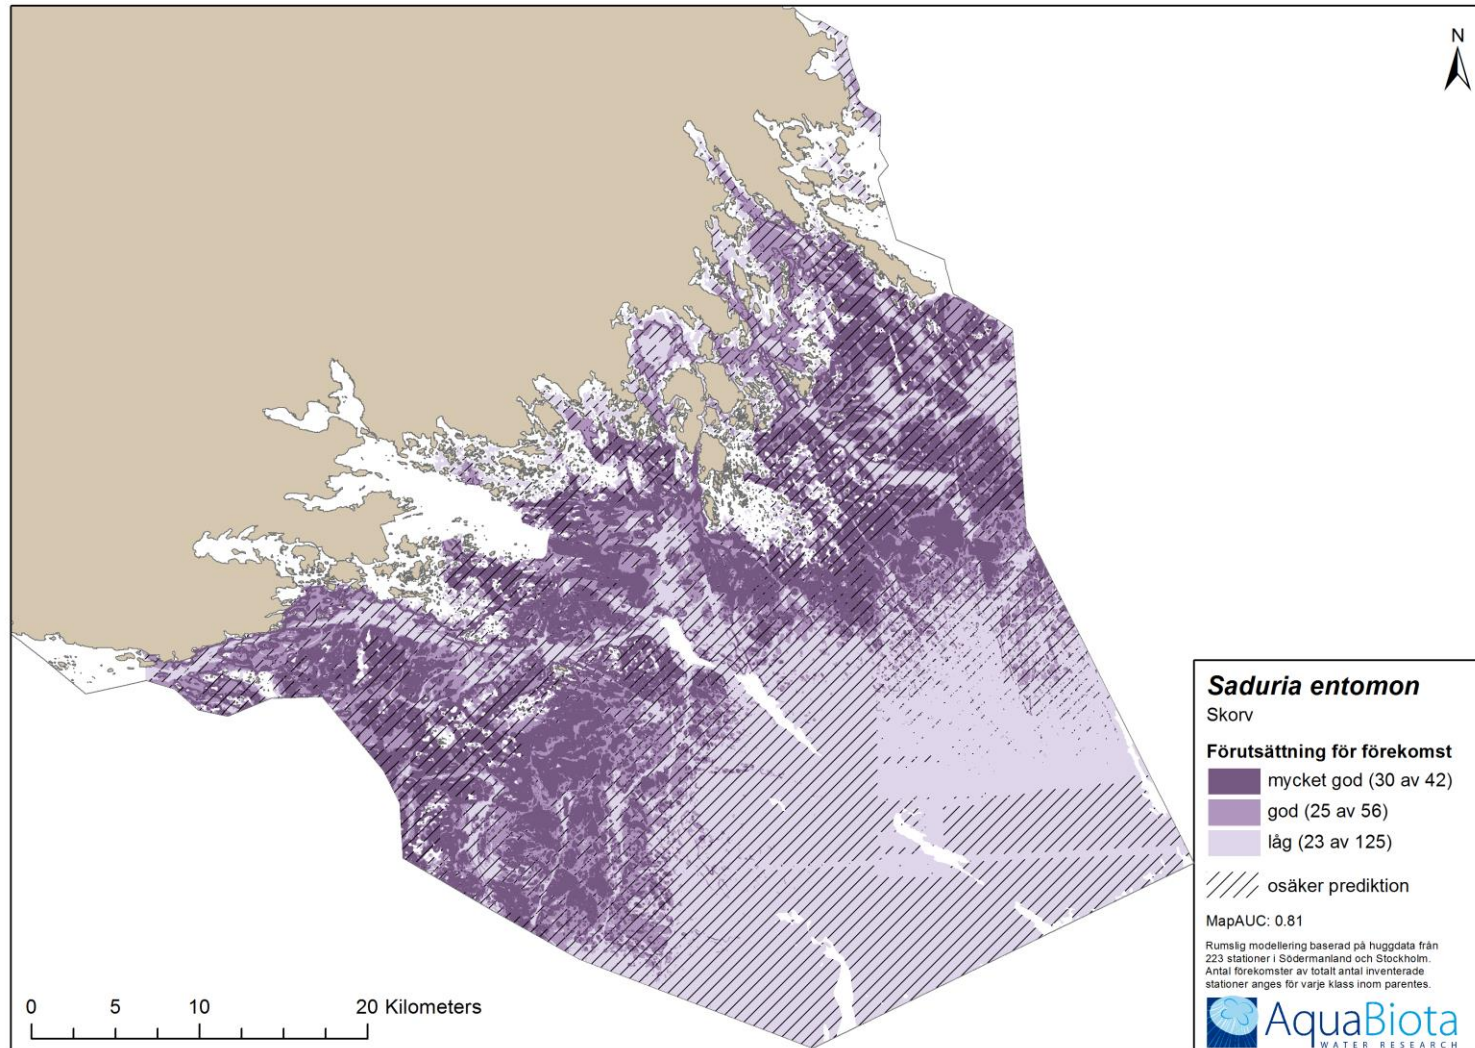 N
Saduria entomon
Skorv
Förutsättning för förekomst
mycket god (30 av 42)
god (25 av 56)
låg (23 av 125)
osäker prediktion
MapAUC: 0.81
Rumslig modellering baserad på huggdata från
223 stationer i Södermanland och Stockholm.
Antal förekomster av totalt antal inventerade
stationer anges för varje klass inom parentes.
AquaBiota
WATER RESEARCH
0 5 10 20 Kilometers